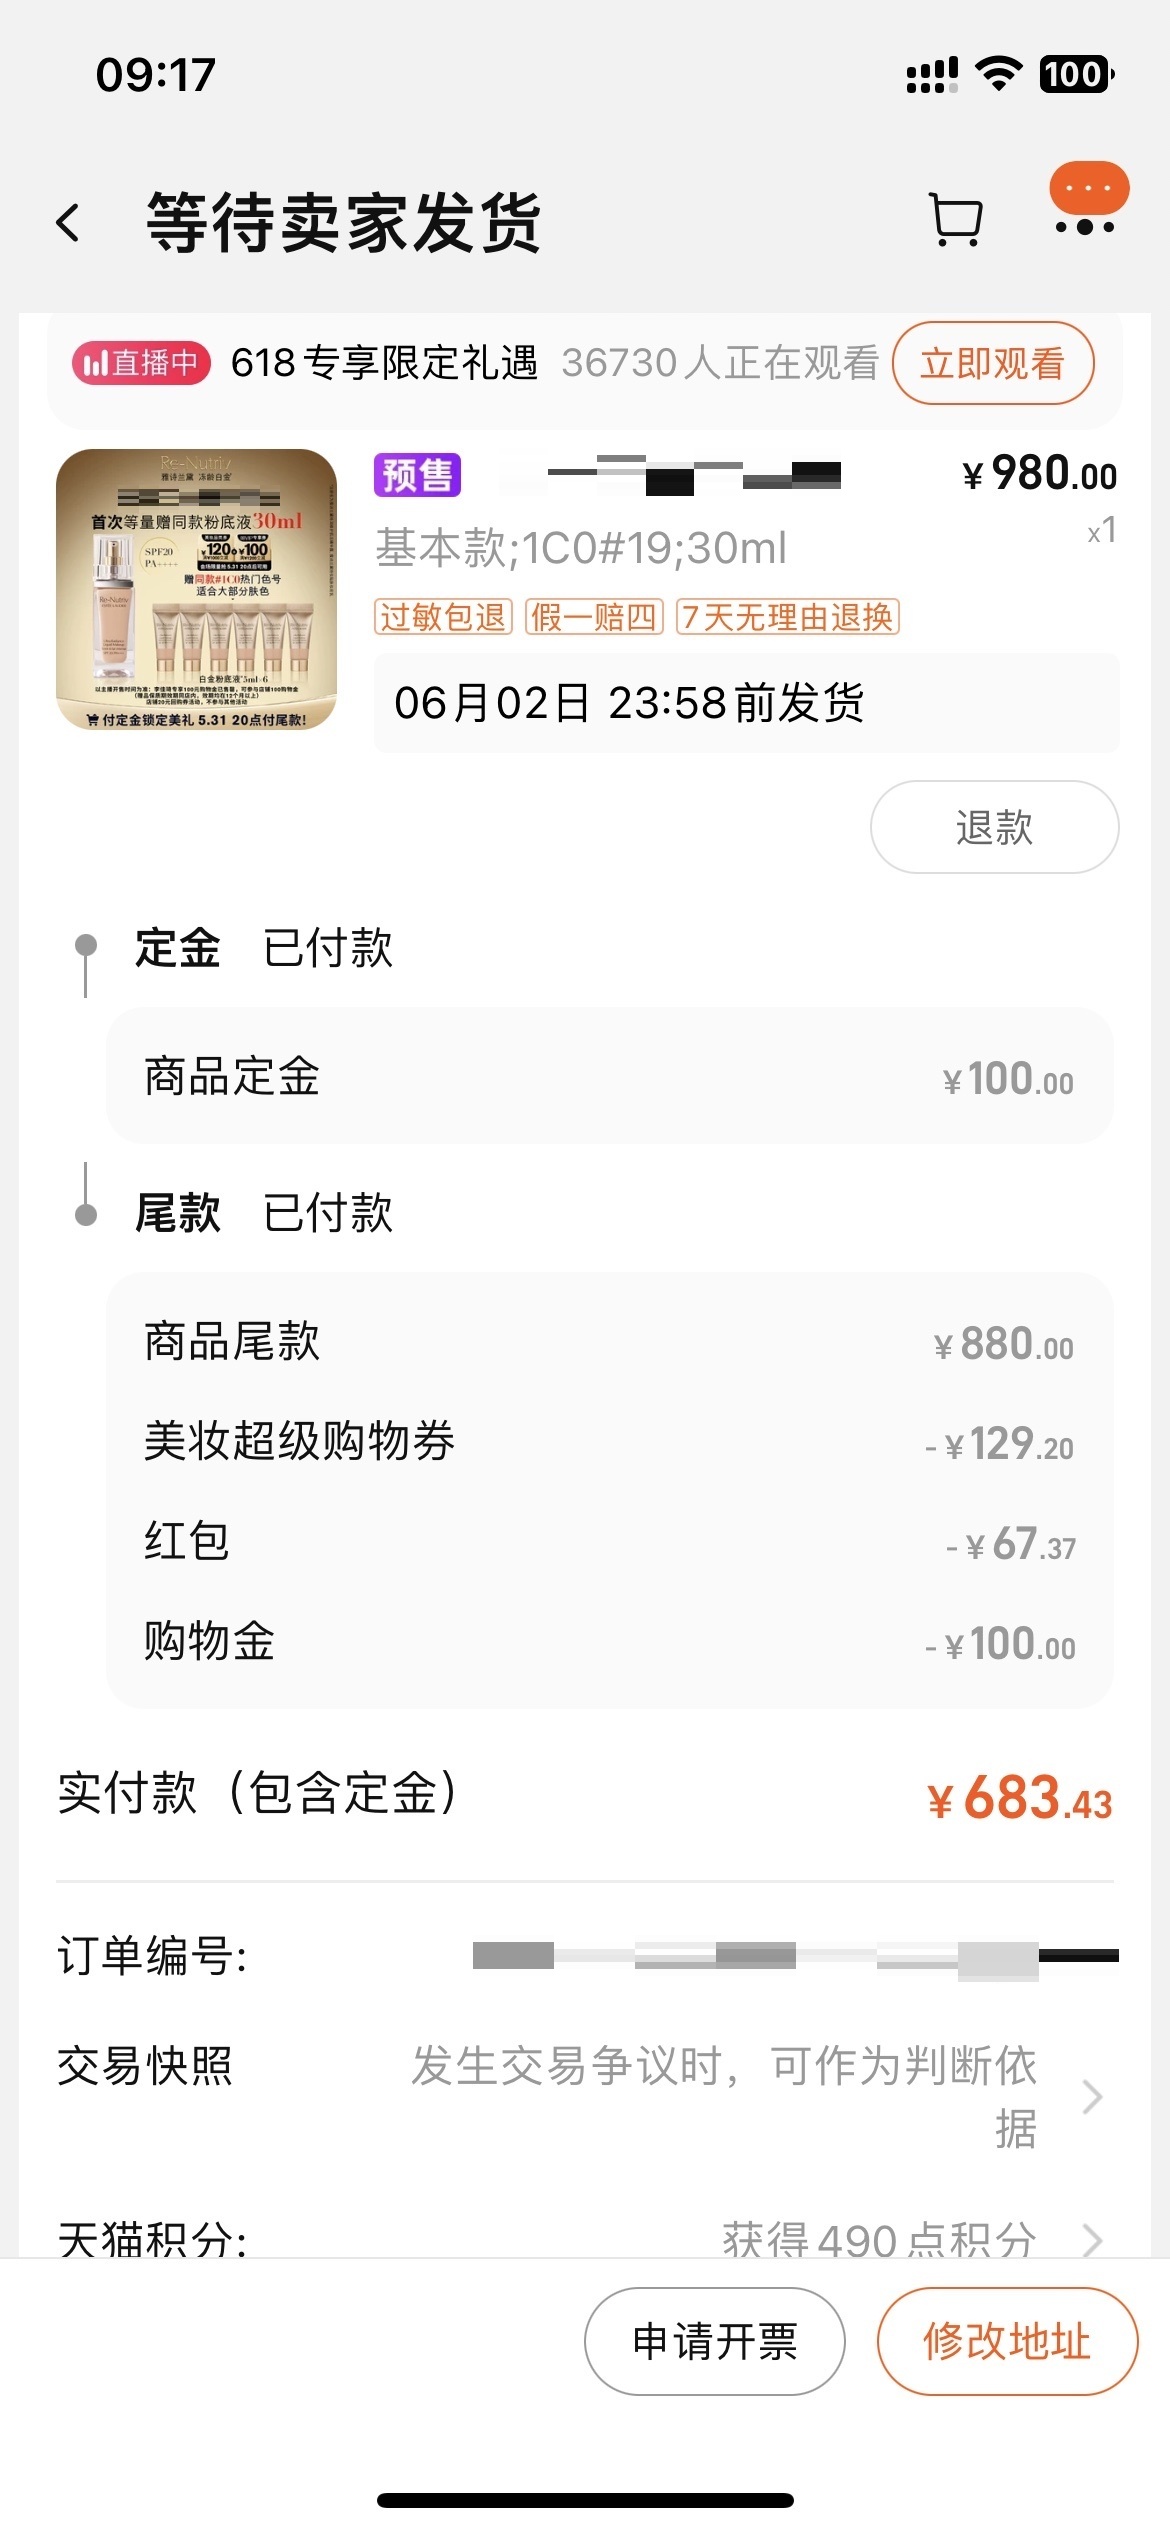 09:17
100
等待卖家发货
直播中 618专享限定礼遇 36730人正在观看 立即观看
Re-Nutriv
雅诗兰黛 冻龄白金
首次等量赠同款粉底液30ml
SPF20
PA++++
120 100
赠同款#1C0热门色号
适合大部分肤色
白金粉底液*5ml*6
付定金锁定美礼 5.31 20点付尾款!
预售 ¥980.00
基本款;1C0#19;30ml x1
过敏包退 假一赔四 7天无理由退换
06月02日 23:58前发货
退款
定金 已付款
商品定金 ¥100.00
尾款 已付款
商品尾款 ¥880.00
美妆超级购物券 -¥129.20
红包 -¥67.37
购物金 -¥100.00
实付款（包含定金） ¥683.43
订单编号:
交易快照 发生交易争议时，可作为判断依
据
天猫积分: 获得490点积分
申请开票 修改地址